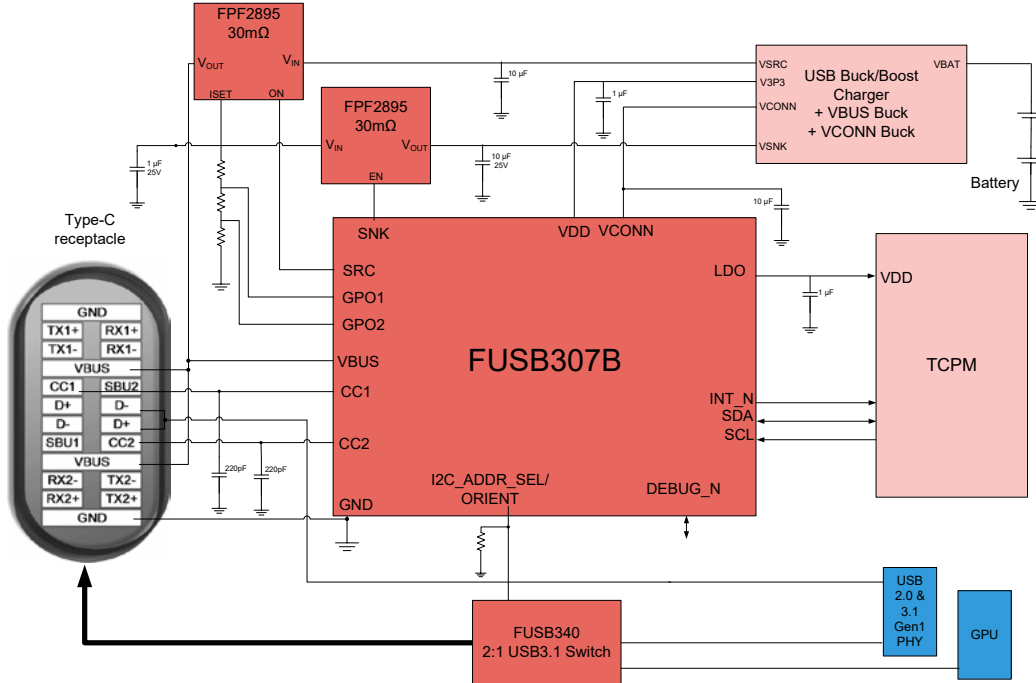 FPF2895
30mΩ
VOUT
VIN
ISET
ON
FPF2895
30mΩ
VIN
VOUT
EN
10 µF
1 µF
1 µF
25V
10 µF
25V
10 µF
VSRC
V3P3
VCONN
VSNK
VBAT
USB Buck/Boost
Charger
+ VBUS Buck
+ VCONN Buck
Battery
Type-C
receptacle
GND
TX1+ RX1+
TX1- RX1-
VBUS
CC1 SBU2
D+ D-
D- D+
SBU1 CC2
VBUS
RX2- TX2-
RX2+ TX2+
GND
220pF
220pF
SNK
VDD VCONN
SRC
GPO1
GPO2
VBUS
CC1
CC2
GND
FUSB307B
LDO
INT_N
SDA
SCL
I2C_ADDR_SEL/
ORIENT
DEBUG_N
1 µF
VDD
TCPM
FUSB340
2:1 USB3.1 Switch
USB
2.0 &
3.1
Gen1
PHY
GPU